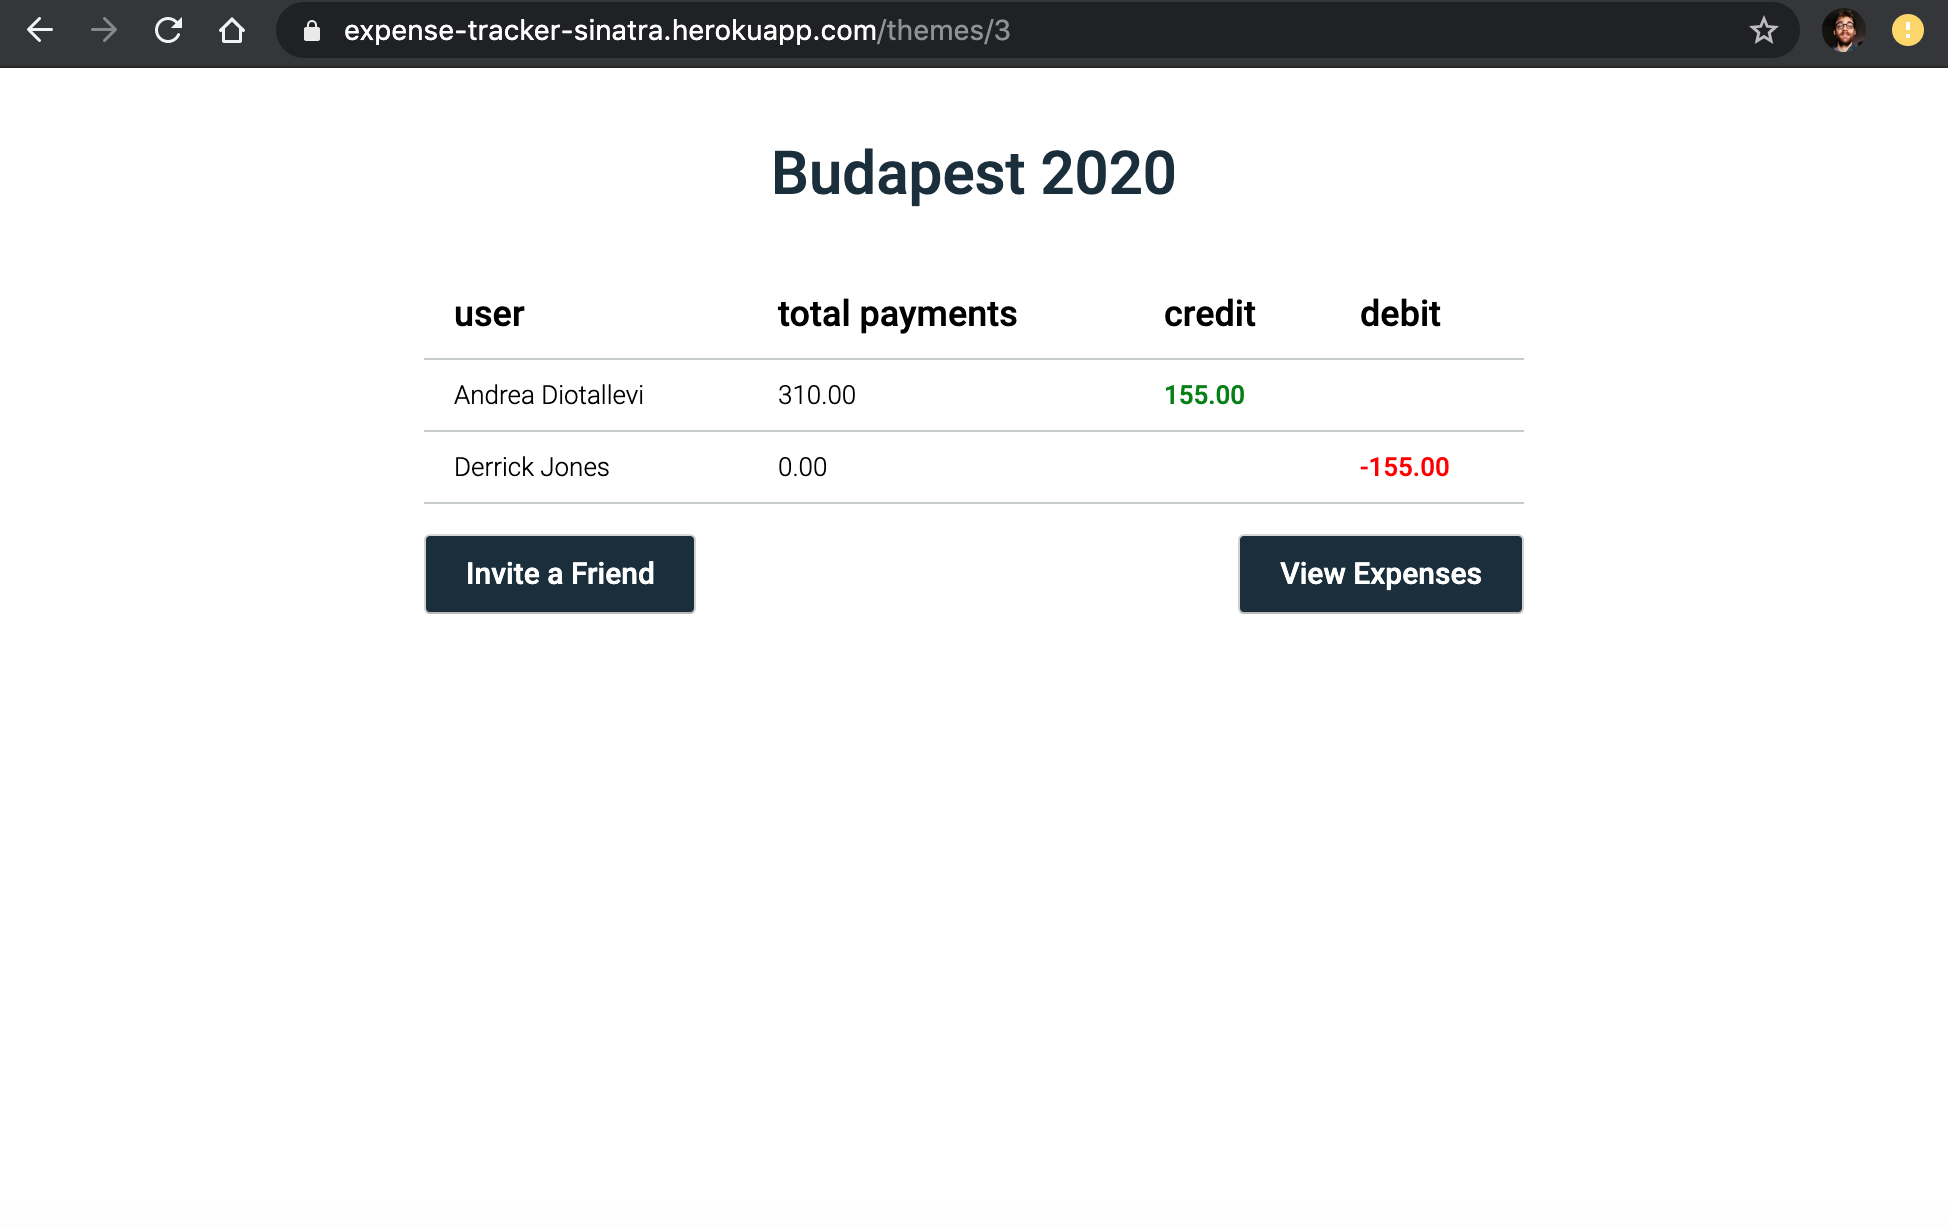 expense-tracker-sinatra.herokuapp.com/themes/3
Budapest 2020
user total payments credit debit
Andrea Diotallevi 310.00 155.00
Derrick Jones 0.00 -155.00
Invite a Friend View Expenses